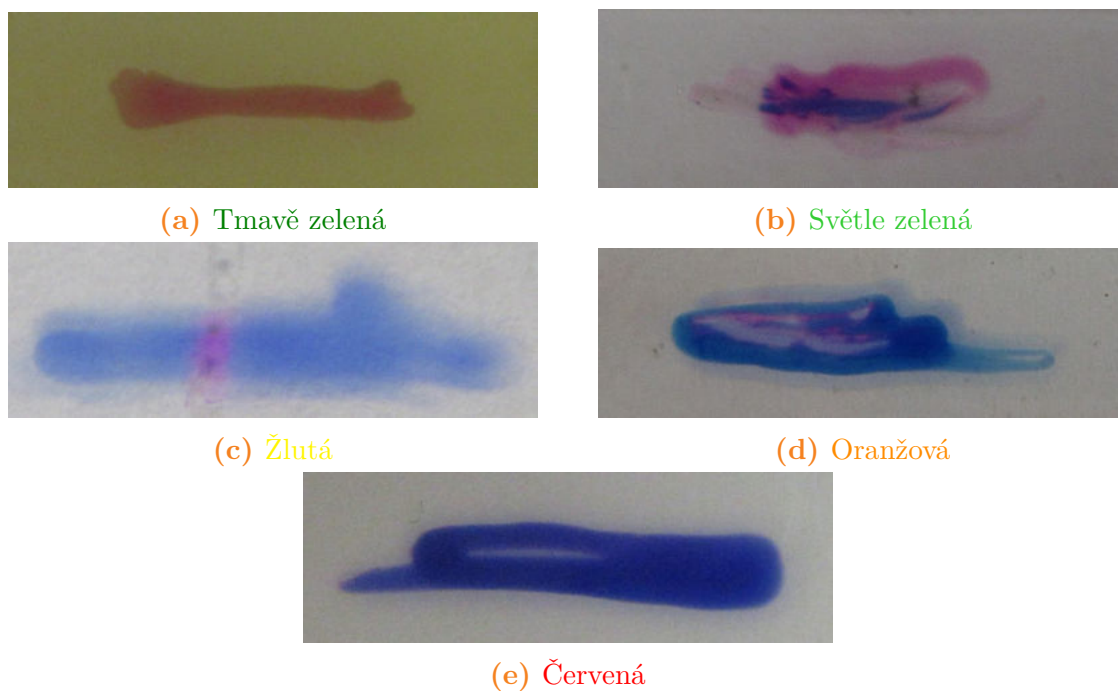 (a) Tmavě zelená
(b) Světle zelená
(c) Žlutá
(d) Oranžová
(e) Červená